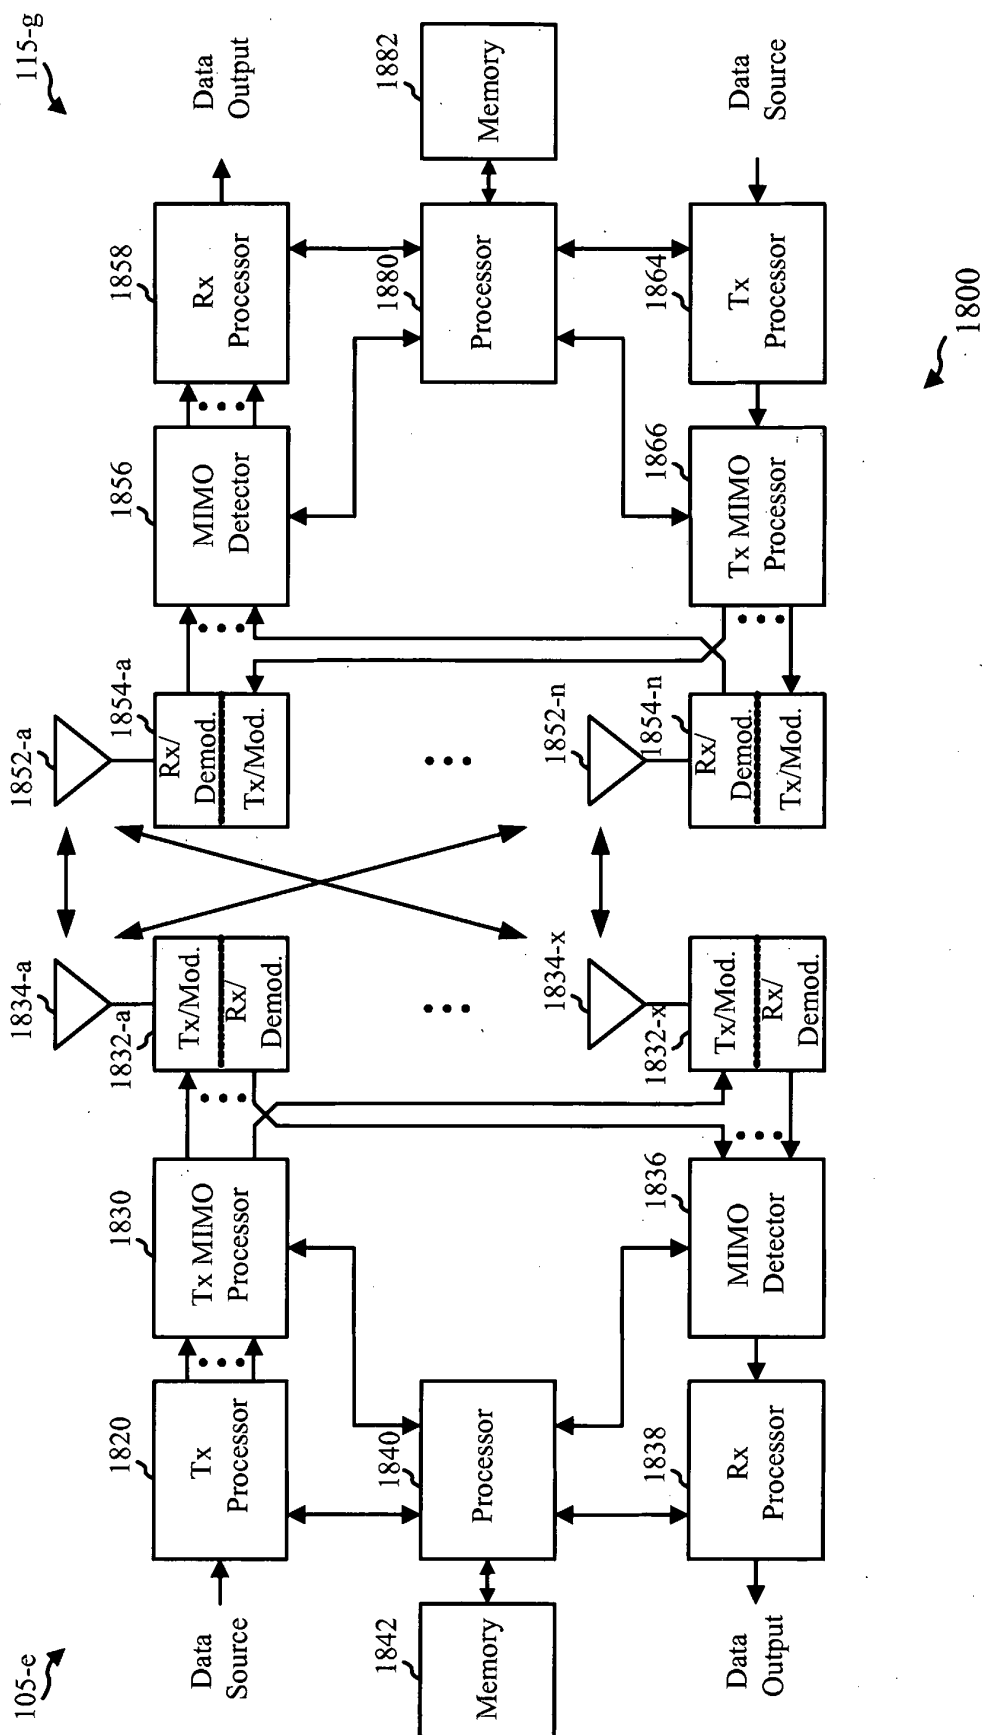 105-e
115-g
Data
Source
1820
Tx
Processor
1830
Tx MIMO
Processor
1832-a
Tx/Mod.
Rx/
Demod.
1834-a
1852-a
1854-a
Rx/
Demod.
Tx/Mod.
1856
MIMO
Detector
1858
Rx
Processor
Data
Output
1842
Memory
1840
Processor
1880
Processor
1882
Memory
Data
Output
1838
Rx
Processor
1836
MIMO
Detector
1832-x
Tx/Mod.
Rx/
Demod.
1834-x
1852-n
1854-n
Rx/
Demod.
Tx/Mod.
1866
Tx MIMO
Processor
1864
Tx
Processor
Data
Source
1800